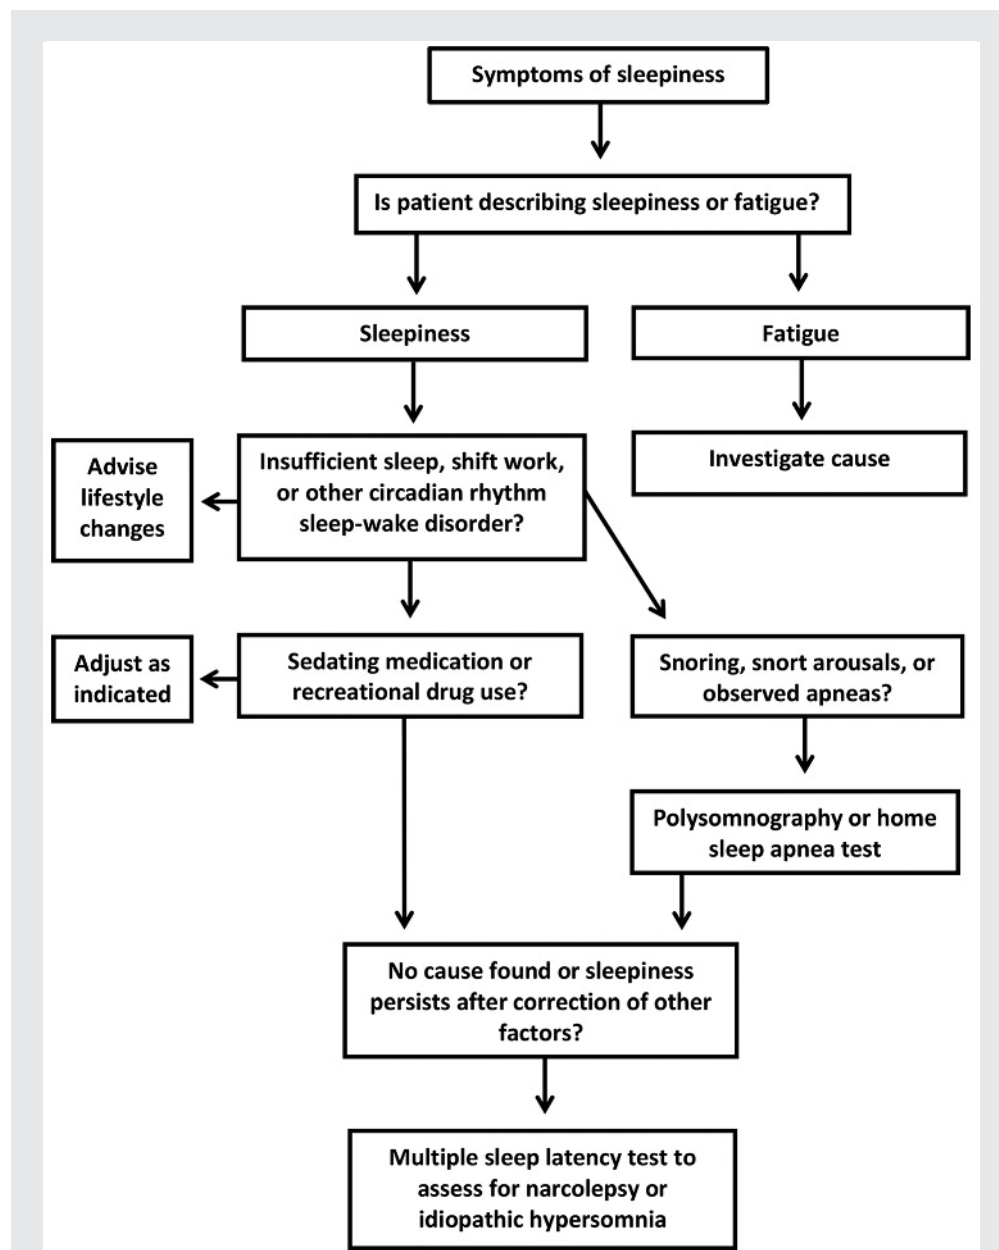 Symptoms of sleepiness
Is patient describing sleepiness or fatigue?
Sleepiness
Fatigue
Advise
lifestyle
changes
Insufficient sleep, shift work,
or other circadian rhythm
sleep-wake disorder?
Investigate cause
Adjust as
indicated
Sedating medication or
recreational drug use?
Snoring, snort arousals, or
observed apneas?
Polysomnography or home
sleep apnea test
No cause found or sleepiness
persists after correction of other
factors?
Multiple sleep latency test to
assess for narcolepsy or
idiopathic hypersomnia